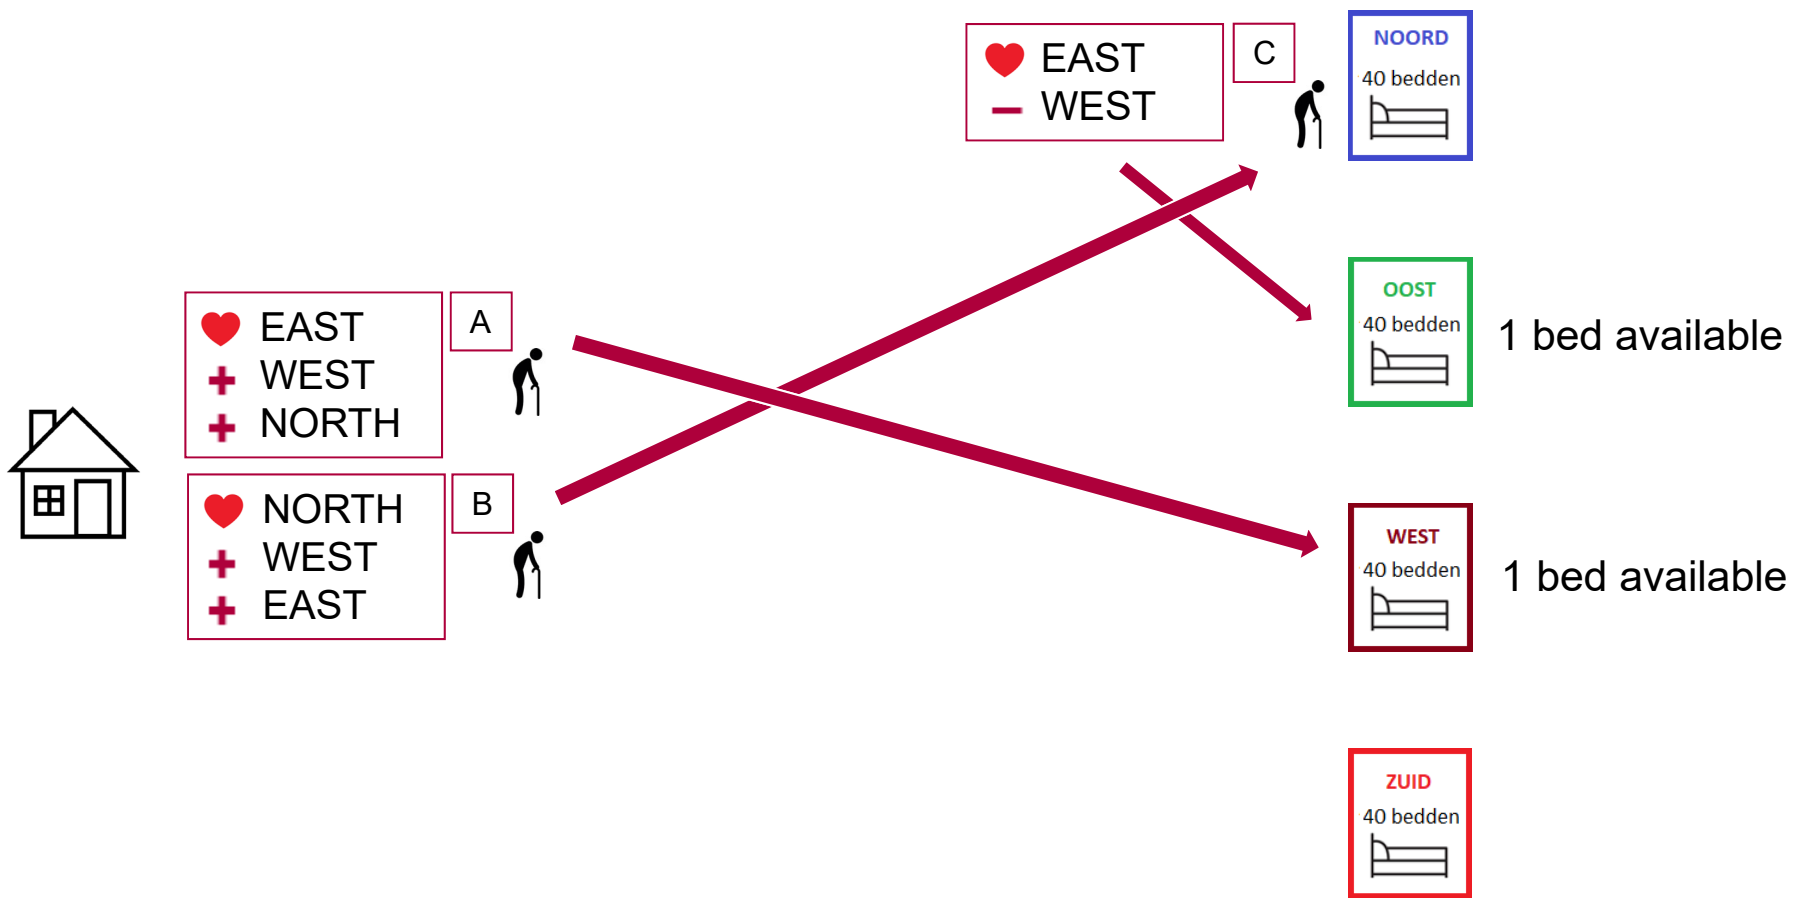 EAST
WEST
C
NOORD
40 bedden
EAST
WEST
NORTH
A
OOST
40 bedden
1 bed available
NORTH
WEST
EAST
B
WEST
40 bedden
1 bed available
ZUID
40 bedden